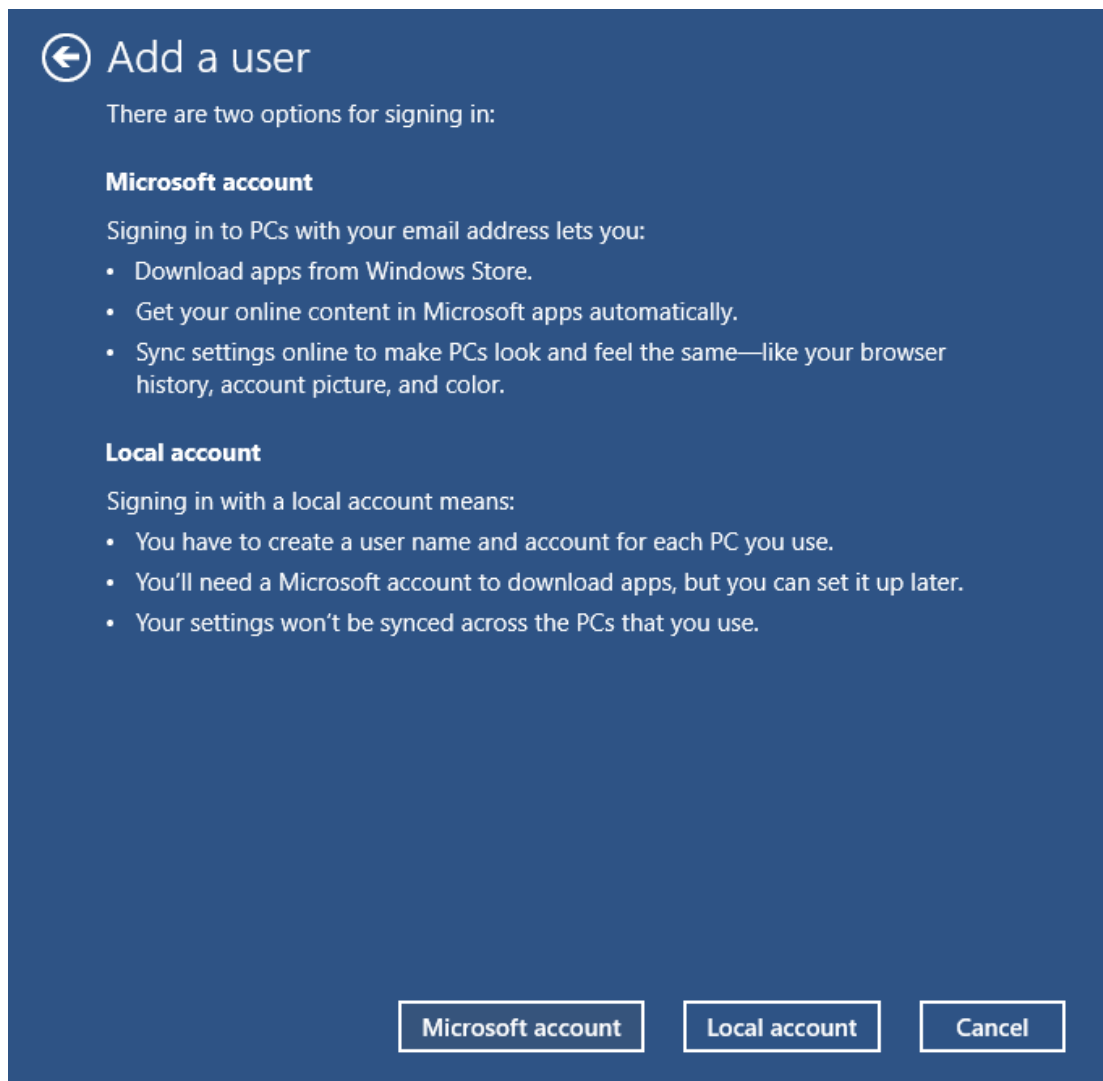 Add a user
There are two options for signing in:
Microsoft account
Signing in to PCs with your email address lets you:
• Download apps from Windows Store.
• Get your online content in Microsoft apps automatically.
• Sync settings online to make PCs look and feel the same—like your browser
history, account picture, and color.
Local account
Signing in with a local account means:
• You have to create a user name and account for each PC you use.
• You’ll need a Microsoft account to download apps, but you can set it up later.
• Your settings won’t be synced across the PCs that you use.
Microsoft account Local account Cancel